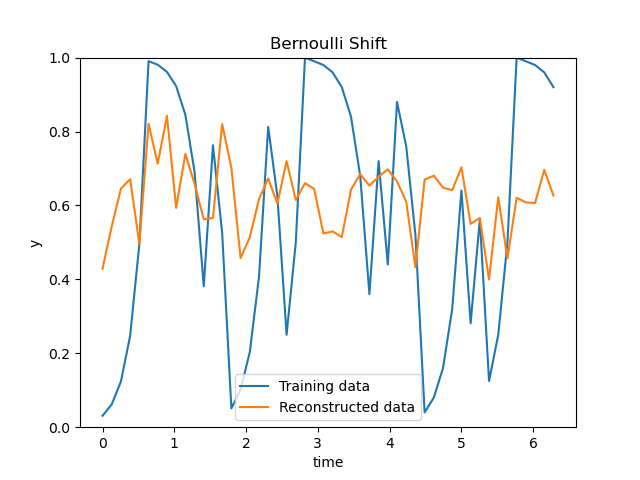 Bernoulli Shift
1.0
0.8
0.6
0.4
0.2
0.0
y
Training data
Reconstructed data
0 1 2 3 4 5 6
time